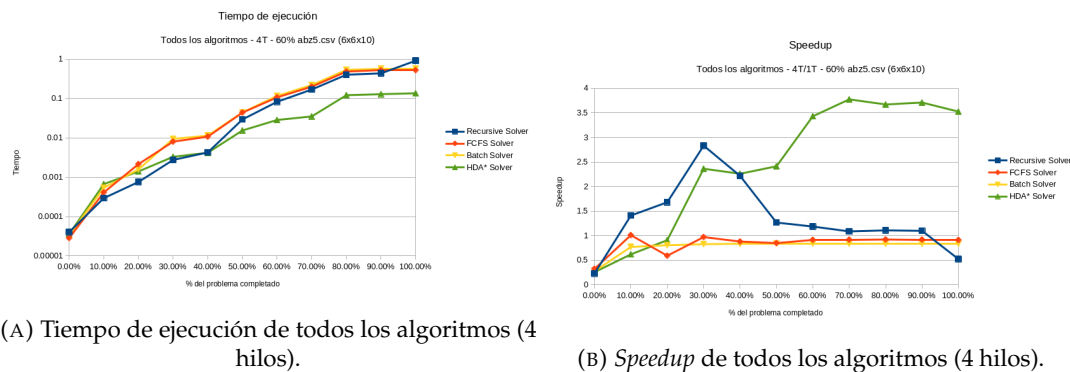 Tiempo de ejecución
Todos los algoritmos - 4T - 60% abz5.csv (6x6x10)
1
0.1
0.01
0.001
0.0001
0.00001
Tiempo
0.00% 10.00% 20.00% 30.00% 40.00% 50.00% 60.00% 70.00% 80.00% 90.00% 100.00%
% del problema completado
Recursive Solver
FCFS Solver
Batch Solver
HDA* Solver
(A) Tiempo de ejecución de todos los algoritmos (4
hilos).
Speedup
Todos los algoritmos - 4T/1T - 60% abz5.csv (6x6x10)
4
3.5
3
2.5
2
1.5
1
0.5
0
Speedup
0.00% 10.00% 20.00% 30.00% 40.00% 50.00% 60.00% 70.00% 80.00% 90.00% 100.00%
% del problema completado
Recursive Solver
FCFS Solver
Batch Solver
HDA* Solver
(B) Speedup de todos los algoritmos (4 hilos).